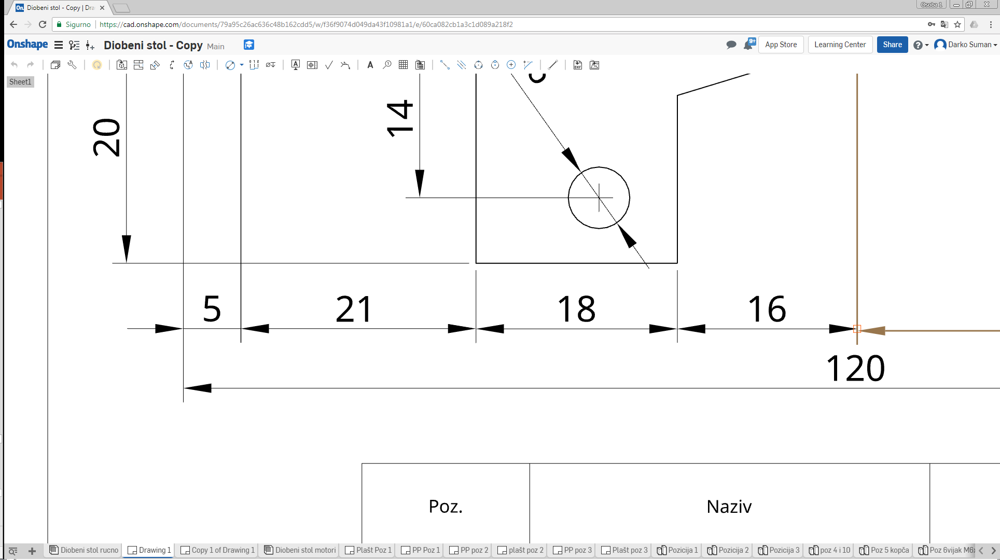 Diobeni stol - Copy | Dra
Osoba 1
Sigurno
https://cad.onshape.com/documents/79a95c26ac636c48b162cdd5/w/f36f9074d049da43f10981a1/e/60ca082cb1a3c1d089a218f2
Onshape
Diobeni stol - Copy Main
9+
App Store
Learning Center
Share
Darko Suman
Sheet1
20
14
5
21
18
16
120
Poz.
Naziv
Diobeni stol rucno
Drawing 1
Copy 1 of Drawing 1
Diobeni stol motori
Plašt Poz 1
PP Poz 1
PP poz 2
plašt poz 2
PP poz 3
Plašt poz 3
Pozicija 1
Pozicija 2
Pozicija 3
poz 4 i 10
Poz 5 kopča
Poz 6vijak M6x